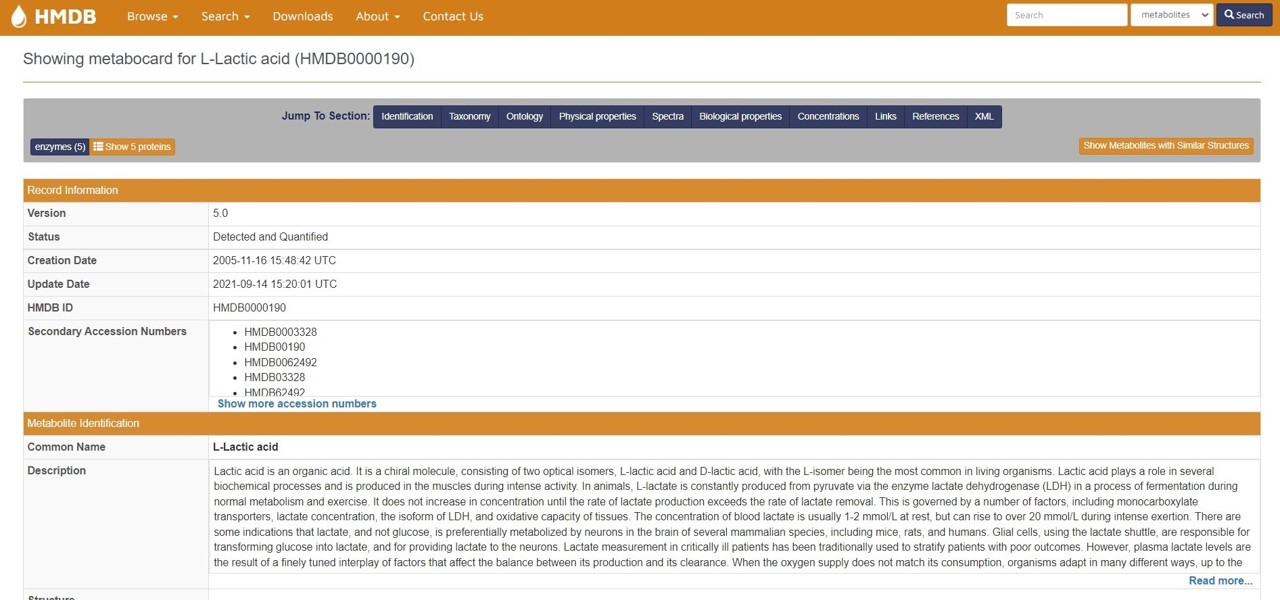 HMDB Browse Search Downloads About Contact Us Search metabolites Search
Showing metabocard for L-Lactic acid (HMDB0000190)
Jump To Section: Identification Taxonomy Ontology Physical properties Spectra Biological properties Concentrations Links References XML
enzymes (5) Show 5 proteins Show Metabolites with Similar Structures
Record Information
Version 5.0
Status Detected and Quantified
Creation Date 2005-11-16 15:48:42 UTC
Update Date 2021-09-14 15:20:01 UTC
HMDB ID HMDB0000190
Secondary Accession Numbers
• HMDB0003328
• HMDB00190
• HMDB0062492
• HMDB03328
• HMDB62492
Show more accession numbers
Metabolite Identification
Common Name L-Lactic acid
Description
Lactic acid is an organic acid. It is a chiral molecule, consisting of two optical isomers, L-lactic acid and D-lactic acid, with the L-isomer being the most common in living organisms. Lactic acid plays a role in several
biochemical processes and is produced in the muscles during intense activity. In animals, L-lactate is constantly produced from pyruvate via the enzyme lactate dehydrogenase (LDH) in a process of fermentation during
normal metabolism and exercise. It does not increase in concentration until the rate of lactate production exceeds the rate of lactate removal. This is governed by a number of factors, including monocarboxylate
transporters, lactate concentration, the isoform of LDH, and oxidative capacity of tissues. The concentration of blood lactate is usually 1-2 mmol/L at rest, but can rise to over 20 mmol/L during intense exertion. There are
some indications that lactate, and not glucose, is preferentially metabolized by neurons in the brain of several mammalian species, including mice, rats, and humans. Glial cells, using the lactate shuttle, are responsible for
transforming glucose into lactate, and for providing lactate to the neurons. Lactate measurement in critically ill patients has been traditionally used to stratify patients with poor outcomes. However, plasma lactate levels are
the result of a finely tuned interplay of factors that affect the balance between its production and its clearance. When the oxygen supply does not match its consumption, organisms adapt in many different ways, up to the
Read more...
Structure